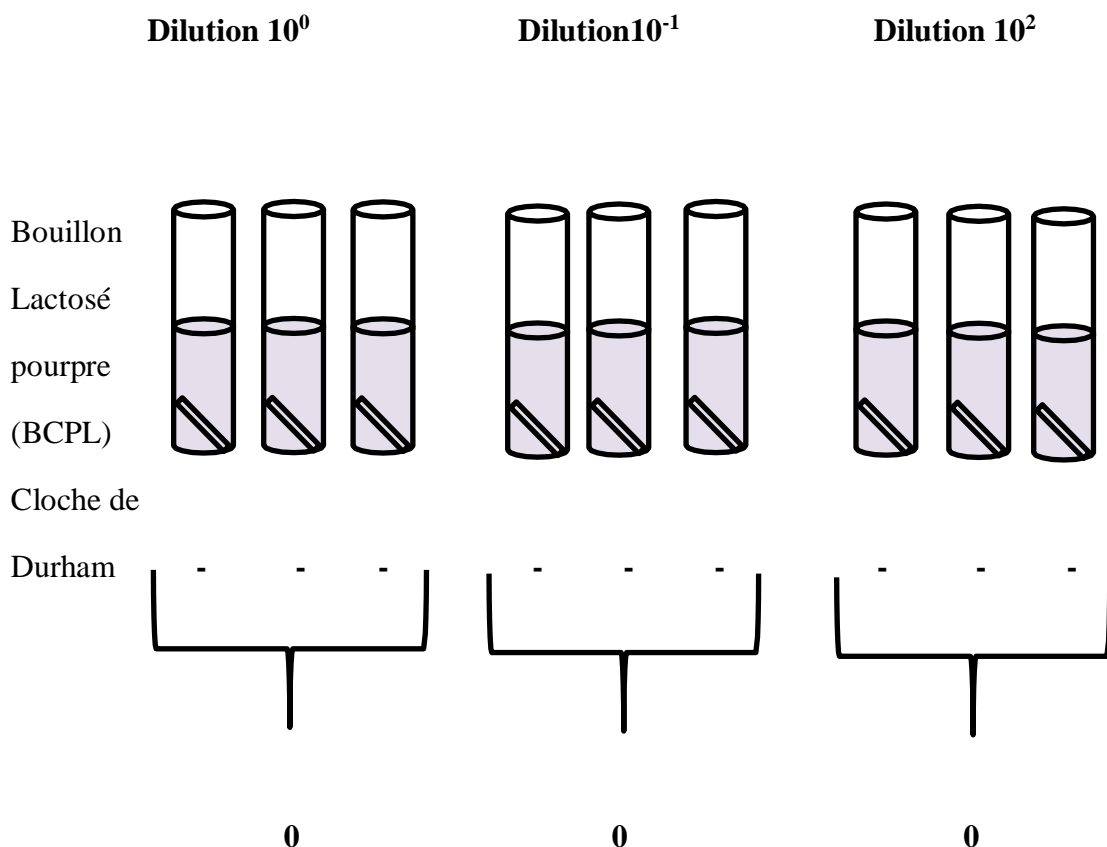 Dilution 10⁰ Dilution10⁻¹ Dilution 10²
Bouillon
Lactosé
pourpre
(BCPL)
Cloche de
Durham - - - - - - - - -
0 0 0